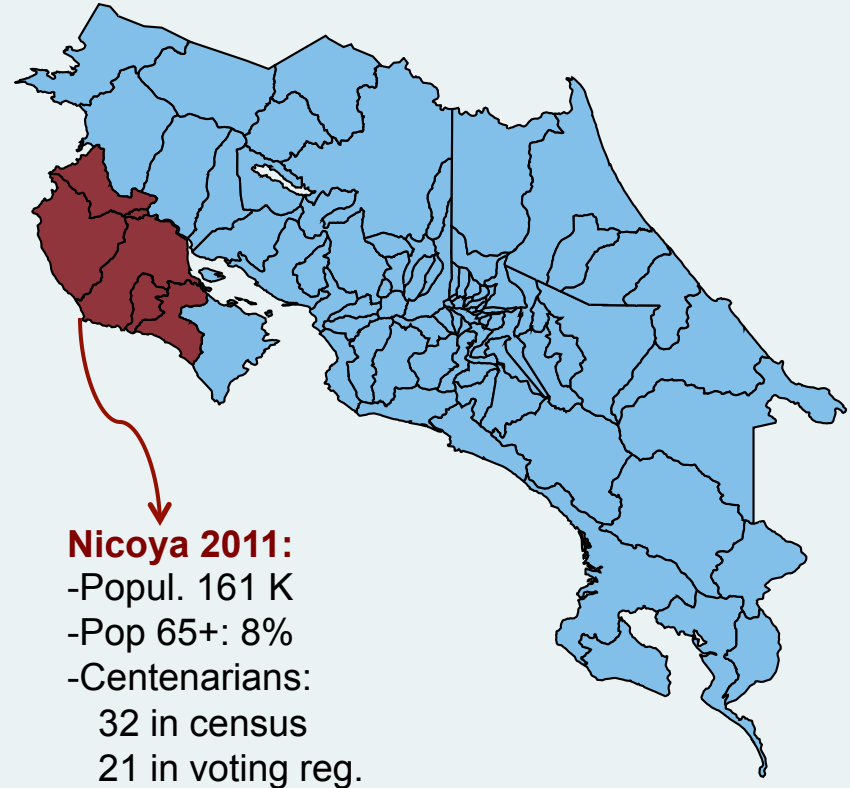 Nicoya 2011:
-Popul. 161 K
-Pop 65+: 8%
-Centenarians:
32 in census
21 in voting reg.